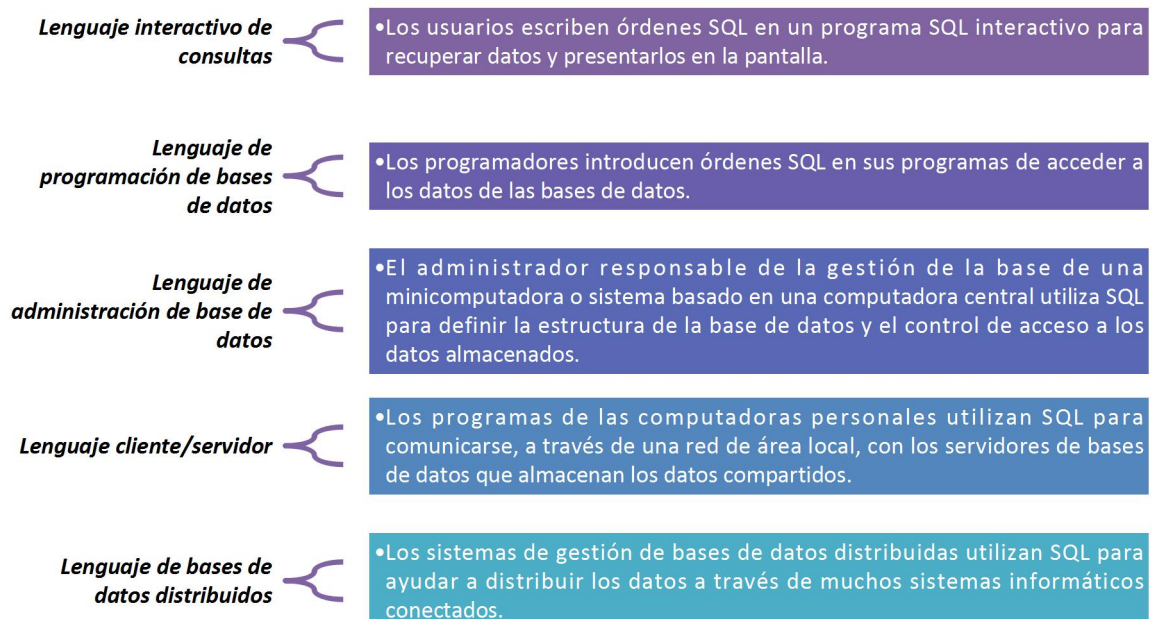 Lenguaje interactivo de
consultas
•Los usuarios escriben órdenes SQL en un programa SQL interactivo para
recuperar datos y presentarlos en la pantalla.
Lenguaje de
programación de bases
de datos
•Los programadores introducen órdenes SQL en sus programas de acceder a
los datos de las bases de datos.
Lenguaje de
administración de base de
datos
•El administrador responsable de la gestión de la base de una
minicomputadora o sistema basado en una computadora central utiliza SQL
para definir la estructura de la base de datos y el control de acceso a los
datos almacenados.
Lenguaje cliente/servidor
•Los programas de las computadoras personales utilizan SQL para
comunicarse, a través de una red de área local, con los servidores de bases
de datos que almacenan los datos compartidos.
Lenguaje de bases de
datos distribuidos
•Los sistemas de gestión de bases de datos distribuidas utilizan SQL para
ayudar a distribuir los datos a través de muchos sistemas informáticos
conectados.